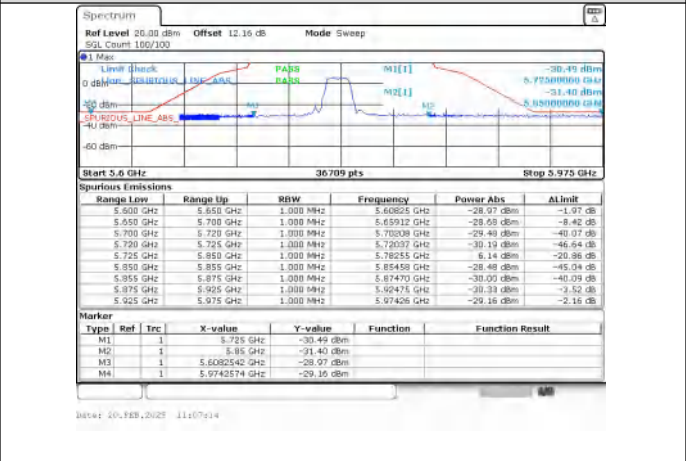 Spectrum
Ref Level 20.00 dBm Offset 12.16 dB Mode Sweep
SGL Count 100/100
1 Max
Limit Check PASS M1[1] -30.49 dBm
0 dBm Line _SPURIOUS_LINE_ABS_ PASS 5.72500000 GHz
M2[1] -31.40 dBm
-20 dBm M1 M2 5.85000000 GHz
_SPURIOUS_LINE_ABS_
-40 dBm
-60 dBm
Start 5.6 GHz 36709 pts Stop 5.975 GHz
Spurious Emissions
Range Low Range Up RBW Frequency Power Abs ΔLimit
5.600 GHz 5.650 GHz 1.000 MHz 5.60825 GHz -28.97 dBm -1.97 dB
5.650 GHz 5.700 GHz 1.000 MHz 5.65912 GHz -28.68 dBm -8.42 dB
5.700 GHz 5.720 GHz 1.000 MHz 5.70208 GHz -29.48 dBm -40.07 dB
5.720 GHz 5.725 GHz 1.000 MHz 5.72037 GHz -30.19 dBm -46.64 dB
5.725 GHz 5.850 GHz 1.000 MHz 5.78255 GHz 6.14 dBm -20.86 dB
5.850 GHz 5.855 GHz 1.000 MHz 5.85458 GHz -28.48 dBm -45.04 dB
5.855 GHz 5.875 GHz 1.000 MHz 5.87470 GHz -30.00 dBm -40.09 dB
5.875 GHz 5.925 GHz 1.000 MHz 5.92475 GHz -30.33 dBm -3.52 dB
5.925 GHz 5.975 GHz 1.000 MHz 5.97426 GHz -29.16 dBm -2.16 dB
Marker
Type Ref Trc X-value Y-value Function Function Result
M1 1 5.725 GHz -30.49 dBm
M2 1 5.85 GHz -31.40 dBm
M3 1 5.6082542 GHz -28.97 dBm
M4 1 5.9742574 GHz -29.16 dBm
Date: 10.FEB.2025 11:07:14